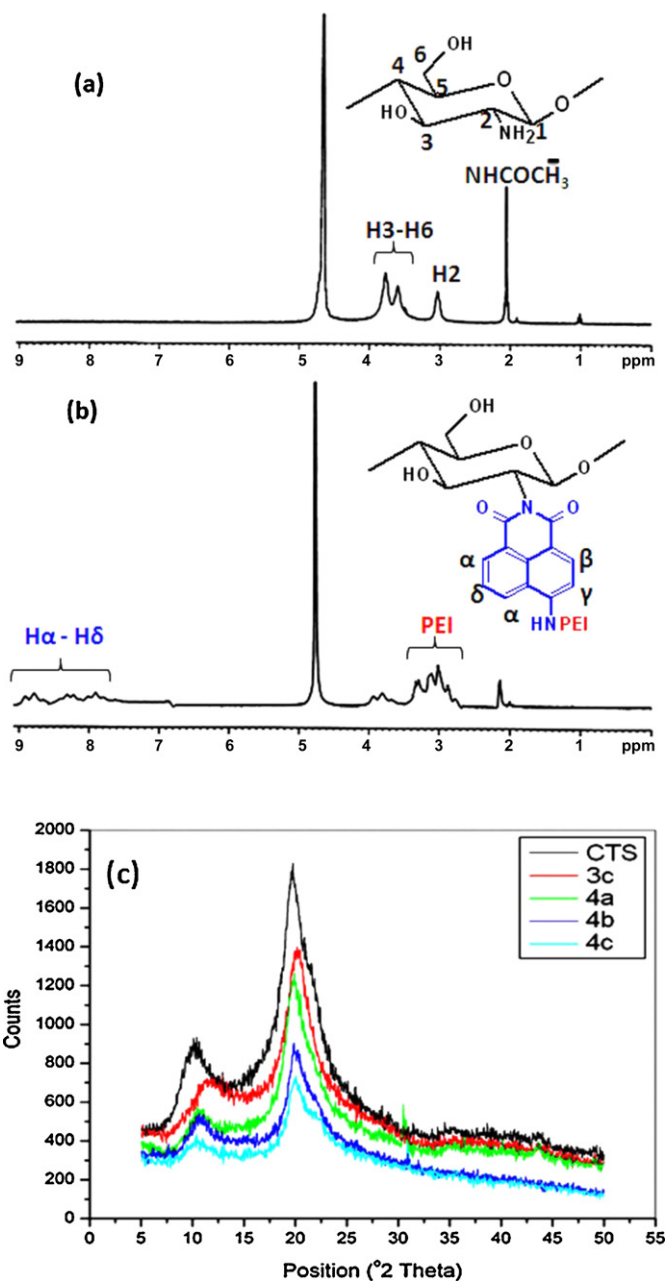 (a)
6
OH
4
5
O
HO
3
2
NH2
1
O
NHCOCH3
H3-H6
H2
9 8 7 6 5 4 3 2 1 ppm
(b)
OH
O
HO
O
N
O
O
α
β
δ
γ
α
HNPEI
Hα - Hδ
PEI
9 8 7 6 5 4 3 2 1 ppm
(c)
CTS
3c
4a
4b
4c
2000
1800
1600
1400
1200
1000
800
600
400
200
0
Counts
0 5 10 15 20 25 30 35 40 45 50 55
Position (°2 Theta)